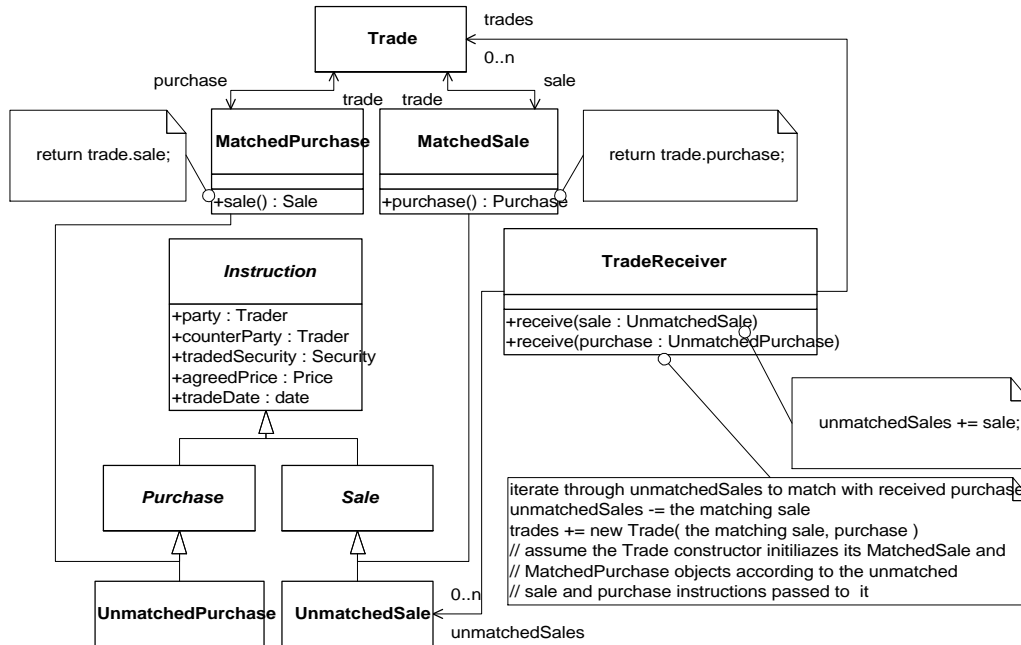 trades
Trade
0..n
purchase
sale
trade
trade
MatchedPurchase
MatchedSale
return trade.sale;
return trade.purchase;
+sale() : Sale
+purchase() : Purchase
Instruction
TradeReceiver
+party : Trader
+counterParty : Trader
+tradedSecurity : Security
+agreedPrice : Price
+tradeDate : date
+receive(sale : UnmatchedSale)
+receive(purchase : UnmatchedPurchase)
unmatchedSales += sale;
Purchase
Sale
iterate through unmatchedSales to match with received purchase
unmatchedSales -= the matching sale
trades += new Trade( the matching sale, purchase )
// assume the Trade constructor initiliazes its MatchedSale and
// MatchedPurchase objects according to the unmatched
// sale and purchase instructions passed to it
UnmatchedPurchase
UnmatchedSale
0..n
unmatchedSales